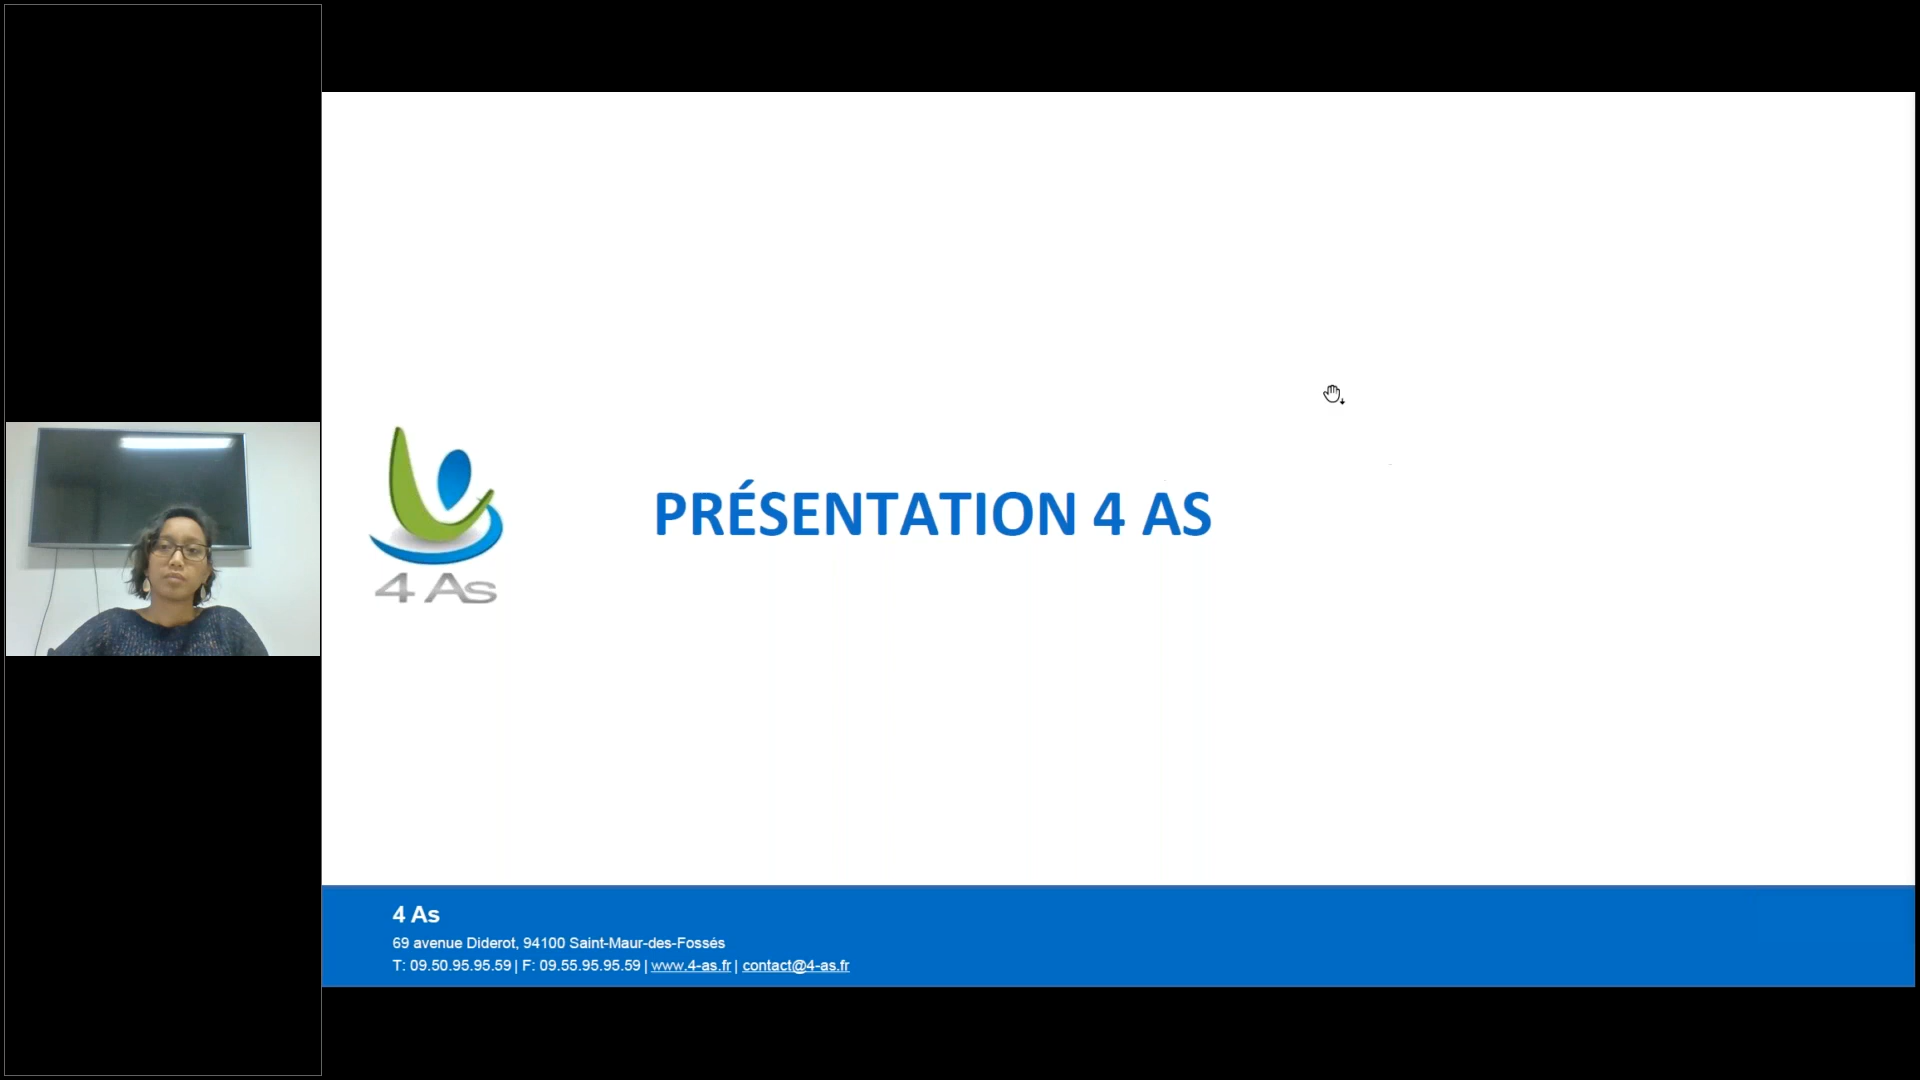 4 As
PRÉSENTATION 4 AS
4 As
69 avenue Diderot, 94100 Saint-Maur-des-Fossés
T: 09.50.95.95.59 | F: 09.55.95.95.59 | www.4-as.fr | contact@4-as.fr